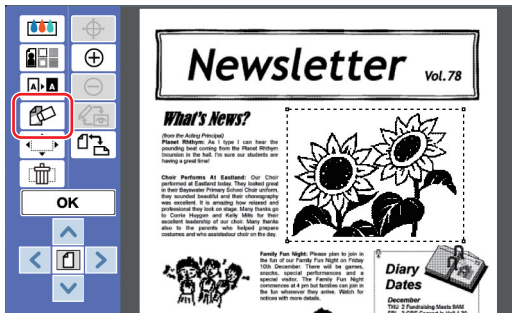 Newsletter Vol. 78
What's News?
(from the Acting Principal)
Planet Rhthym: As I type I can hear the
pounding beat coming from the Planet Rhthym
Incursion in the hall. I'm sure our students are
having a great time!
Choir Performs At Eastland: Our Choir
performed at Eastland today. They looked great
in their Bayswater Primary School Choir uniform,
they sounded beautiful and their choreography
was excellent. It is amazing how relaxed and
professional they look on stage. Many thanks go
to Corrie Huygen and Kelly Mills for their
excellent leadership of our choir. Many thanks
also to the parents who helped prepare
costumes and who assistedour choir on the day.
Family Fun Night: Please plan to join in
the fun of our Family Fun Night on Friday
10th December. There will be games,
snacks, special performances and a
special visitor. The Family Fun Night
commences at 4 pm but families can join in
the fun whenever they arrive. Watch for
notices with more details.
Diary
Dates
December
THU 2 Fundraising Meets 9AM
A A
OK